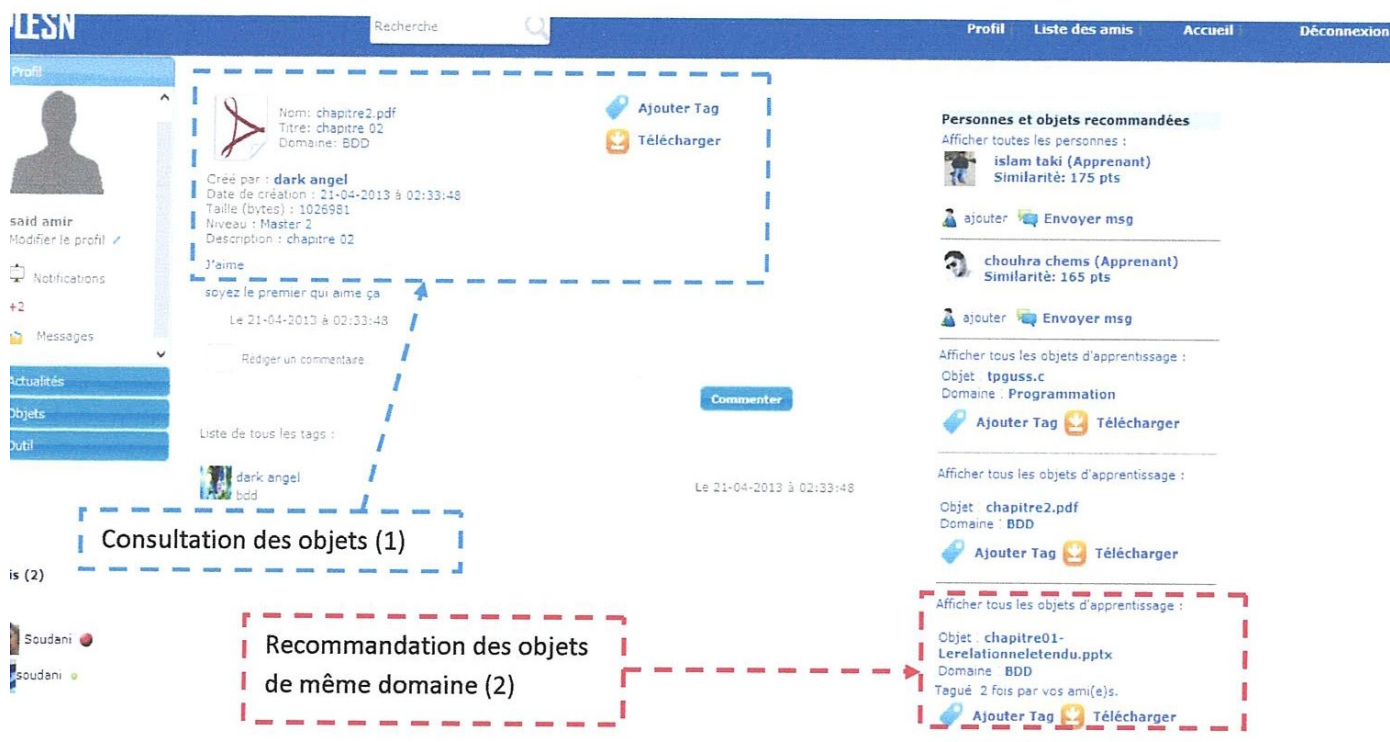 LESN
Recherche
Profil
Liste des amis
Accueil
Déconnexion
Profil
said amir
Modifier le profil
Notifications
+2
Messages
Actualités
Objets
Outil
is (2)
Soudani
soudani
Nom: chapitre2.pdf
Titre: chapitre 02
Domaine: BDD
Ajouter Tag
Télécharger
Créé par : dark angel
Date de création : 21-04-2013 à 02:33:48
Taille (bytes) : 1026981
Niveau : Master 2
Description : chapitre 02
J'aime
soyez le premier qui aime ça
Le 21-04-2013 à 02:33:48
Rédiger un commentaire
Commenter
Liste de tous les tags :
dark angel
bdd
Le 21-04-2013 à 02:33:48
Consultation des objets (1)
Recommandation des objets
de même domaine (2)
Personnes et objets recommandées
Afficher toutes les personnes :
islam taki (Apprenant)
Similaritè: 175 pts
ajouter Envoyer msg
chouhra chems (Apprenant)
Similaritè: 165 pts
ajouter Envoyer msg
Afficher tous les objets d'apprentissage :
Objet : tpguss.c
Domaine : Programmation
Ajouter Tag Télécharger
Afficher tous les objets d'apprentissage :
Objet : chapitre2.pdf
Domaine : BDD
Ajouter Tag Télécharger
Afficher tous les objets d'apprentissage :
Objet : chapitre01-
Lerelationneletendu.pptx
Domaine : BDD
Tagué 2 fois par vos ami(e)s.
Ajouter Tag Télécharger